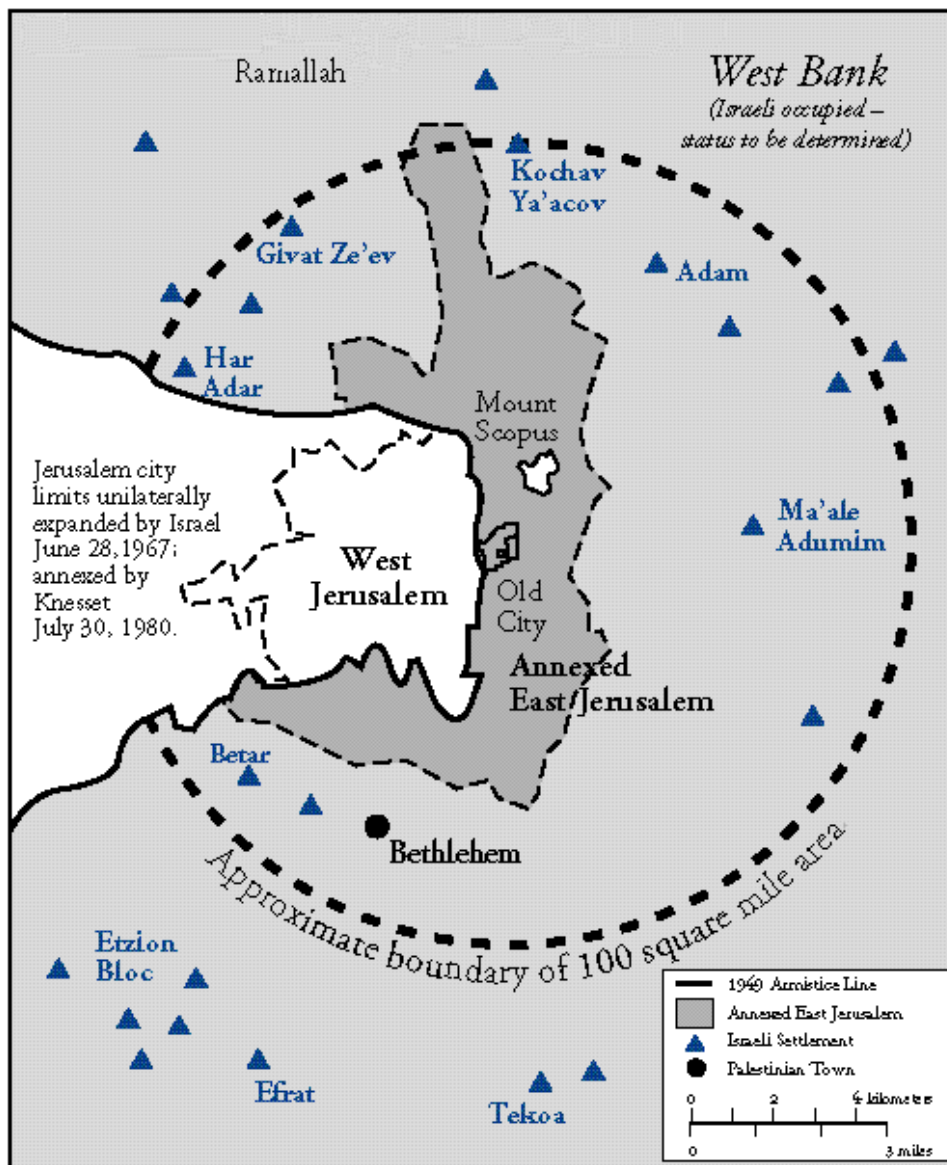 Ramallah
West Bank
(Israeli occupied –
status to be determined)
Kochav
Ya'acov
Givat Ze'ev
Adam
Har
Adar
Mount
Scopus
Jerusalem city
limits unilaterally
expanded by Israel
June 28, 1967;
annexed by
Knesset
July 30, 1980.
West
Jerusalem
Ma'ale
Adumim
Old
City
Annexed
East Jerusalem
Betar
Bethlehem
Approximate boundary of 100 square mile area
Etzion
Bloc
Efrat
Tekoa
1949 Armistice Line
Annexed East Jerusalem
Israeli Settlement
Palestinian Town
0 2 4 kilometers
0 3 miles